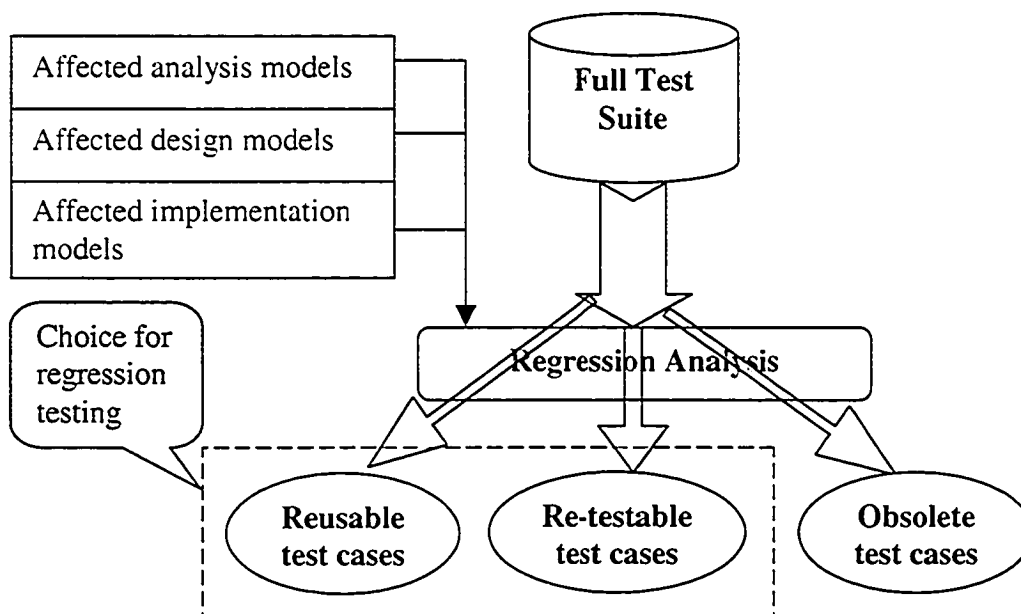 Affected analysis models
Affected design models
Affected implementation
models
Full Test
Suite
Choice for
regression
testing
Regression Analysis
Reusable
test cases
Re-testable
test cases
Obsolete
test cases